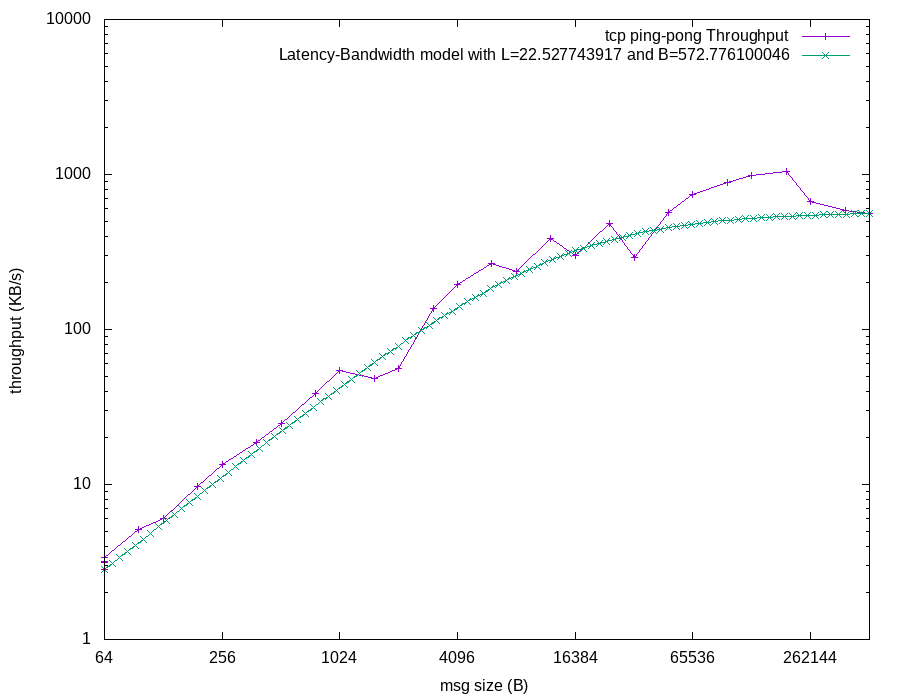 10000
tcp ping-pong Throughput
Latency-Bandwidth model with L=22.527743917 and B=572.776100046
1000
100
10
1
throughput (KB/s)
64 256 1024 4096 16384 65536 262144
msg size (B)